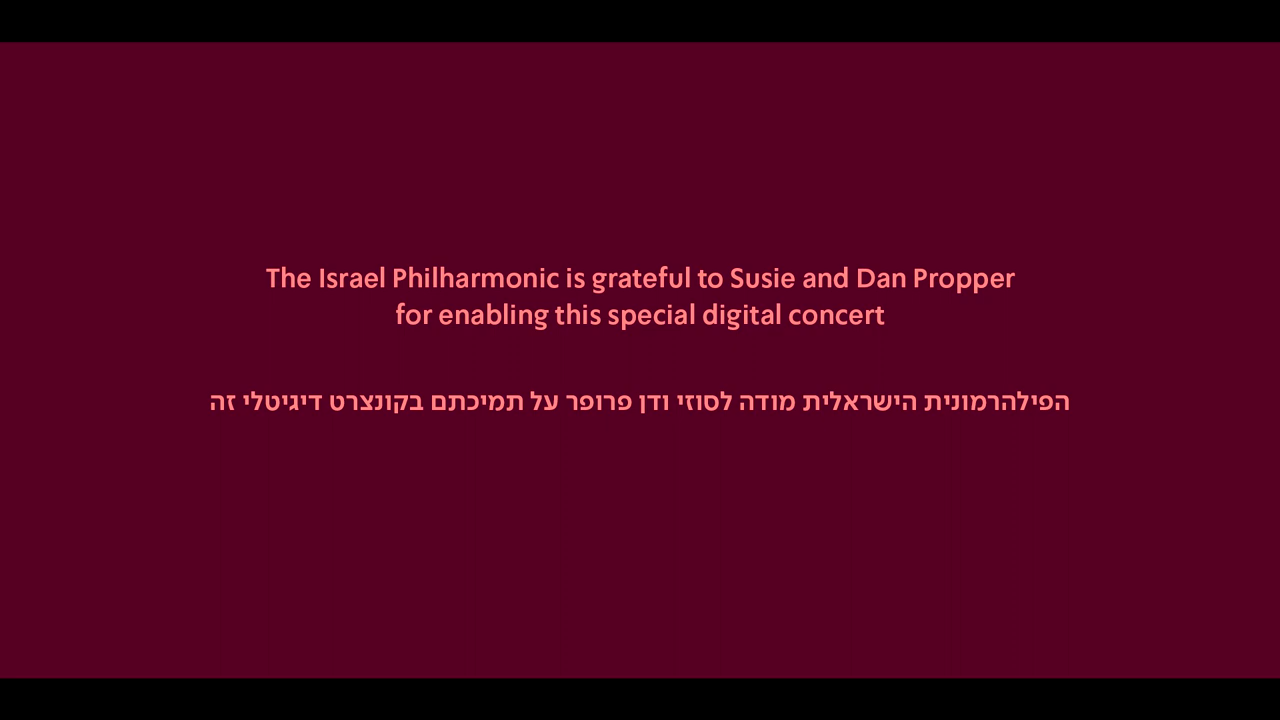 The Israel Philharmonic is grateful to Susie and Dan Propper
for enabling this special digital concert
הפילהרמונית הישראלית מודה לסוזי ודן פרופר על תמיכתם בקונצרט דיגיטלי זה